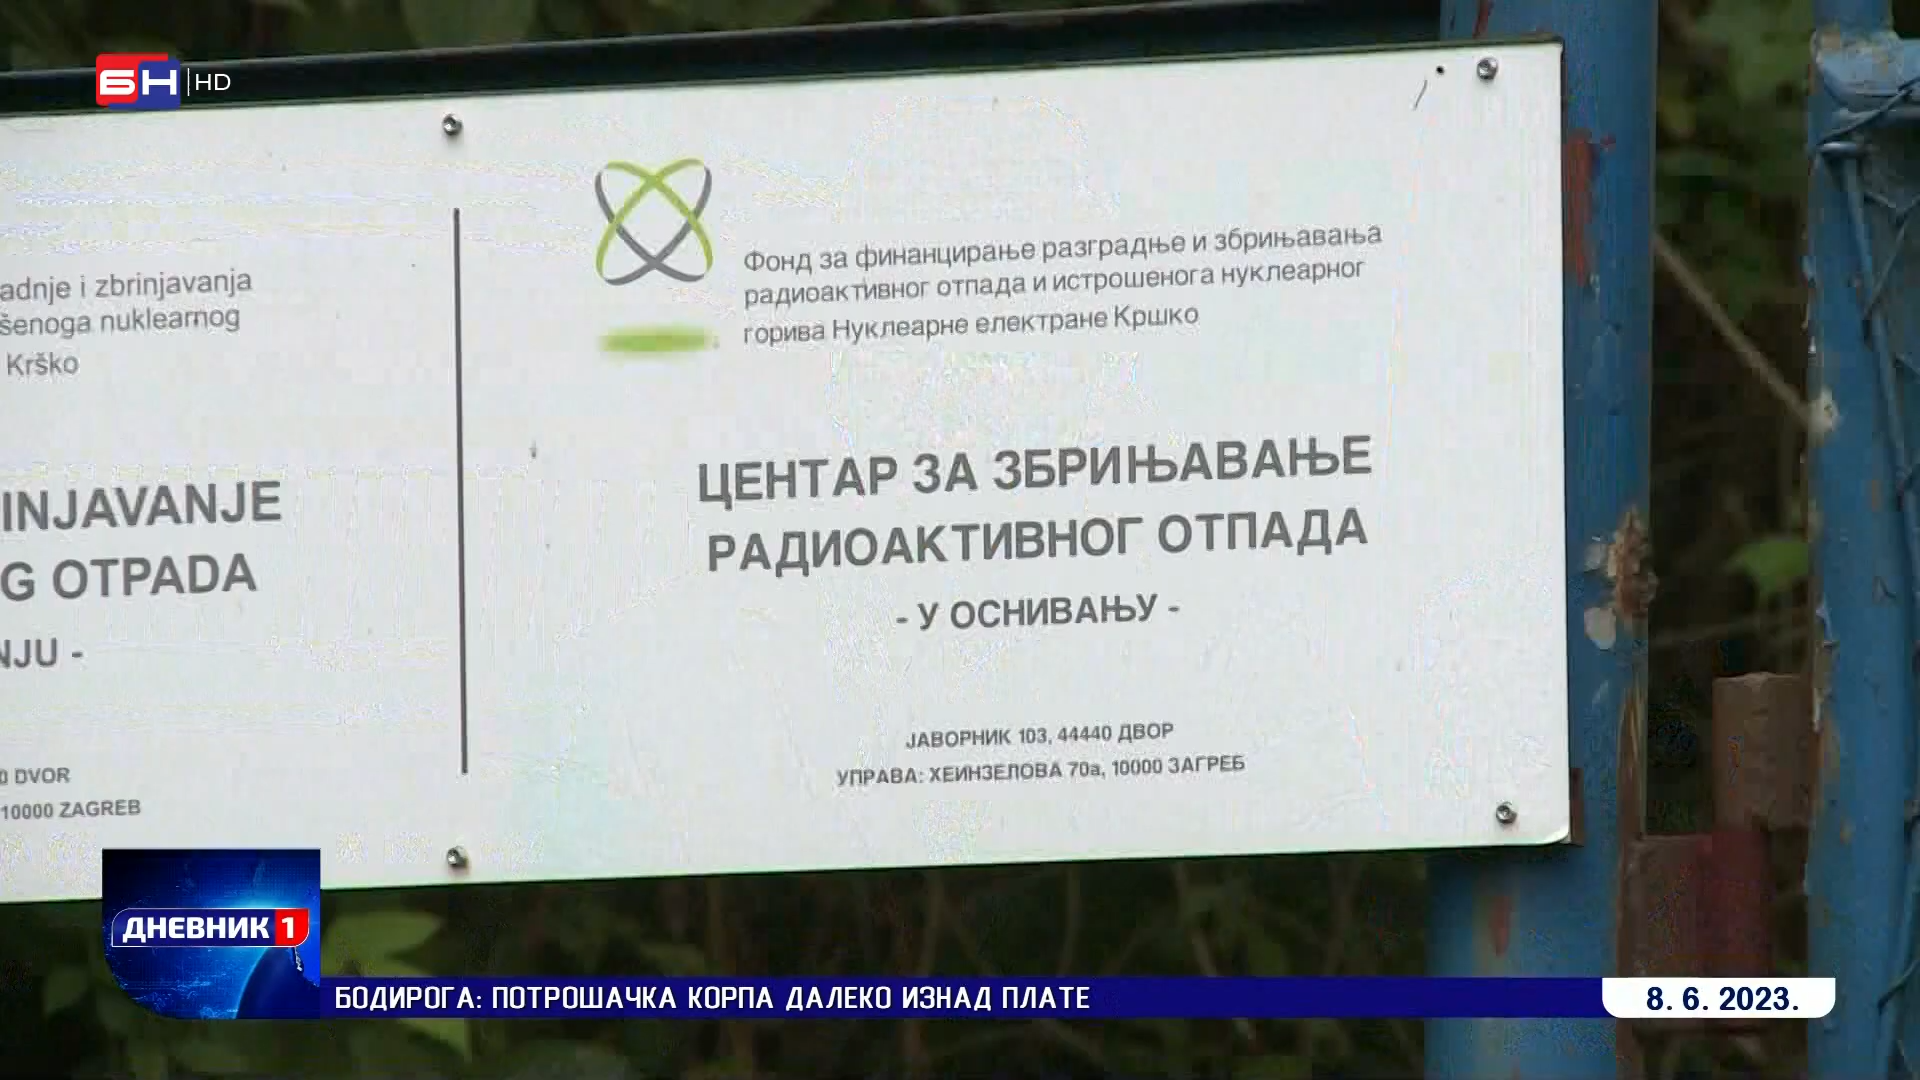 БН HD
adnje i zbrinjavanja
šenoga nuklearnog
Krško
INJAVANJE
G OTPADA
NJU -
0 DVOR
10000 ZAGREB
Фонд за финанцирање разградње и збрињавања
радиоактивног отпада и истрошенога нуклеарног
горива Нуклеарне електране Кршко
ЦЕНТАР ЗА ЗБРИЊАВАЊЕ
РАДИОАКТИВНОГ ОТПАДА
- У ОСНИВАЊУ -
ЈАВОРНИК 103, 44440 ДВОР
УПРАВА: ХЕИНЗЕЛОВА 70а, 10000 ЗАГРЕБ
ДНЕВНИК 1
БОДИРОГА: ПОТРОШАЧКА КОРПА ДАЛЕКО ИЗНАД ПЛАТЕ
8. 6. 2023.